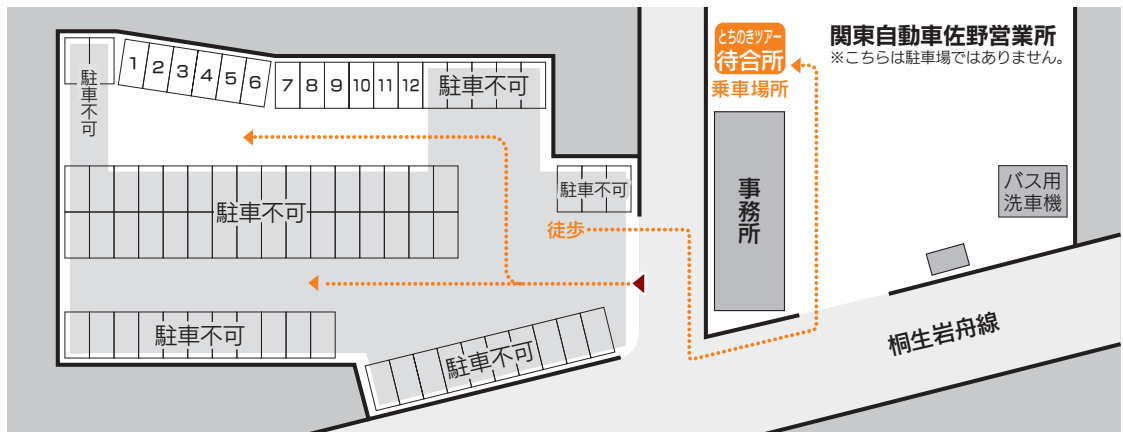 駐車不可
1 2 3 4 5 6
7 8 9 10 11 12 駐車不可
とちのきツアー
待合所
乗車場所
関東自動車佐野営業所
※こちらは駐車場ではありません。
駐車不可
駐車不可
徒歩
事務所
バス用
洗車機
駐車不可
駐車不可
桐生岩舟線